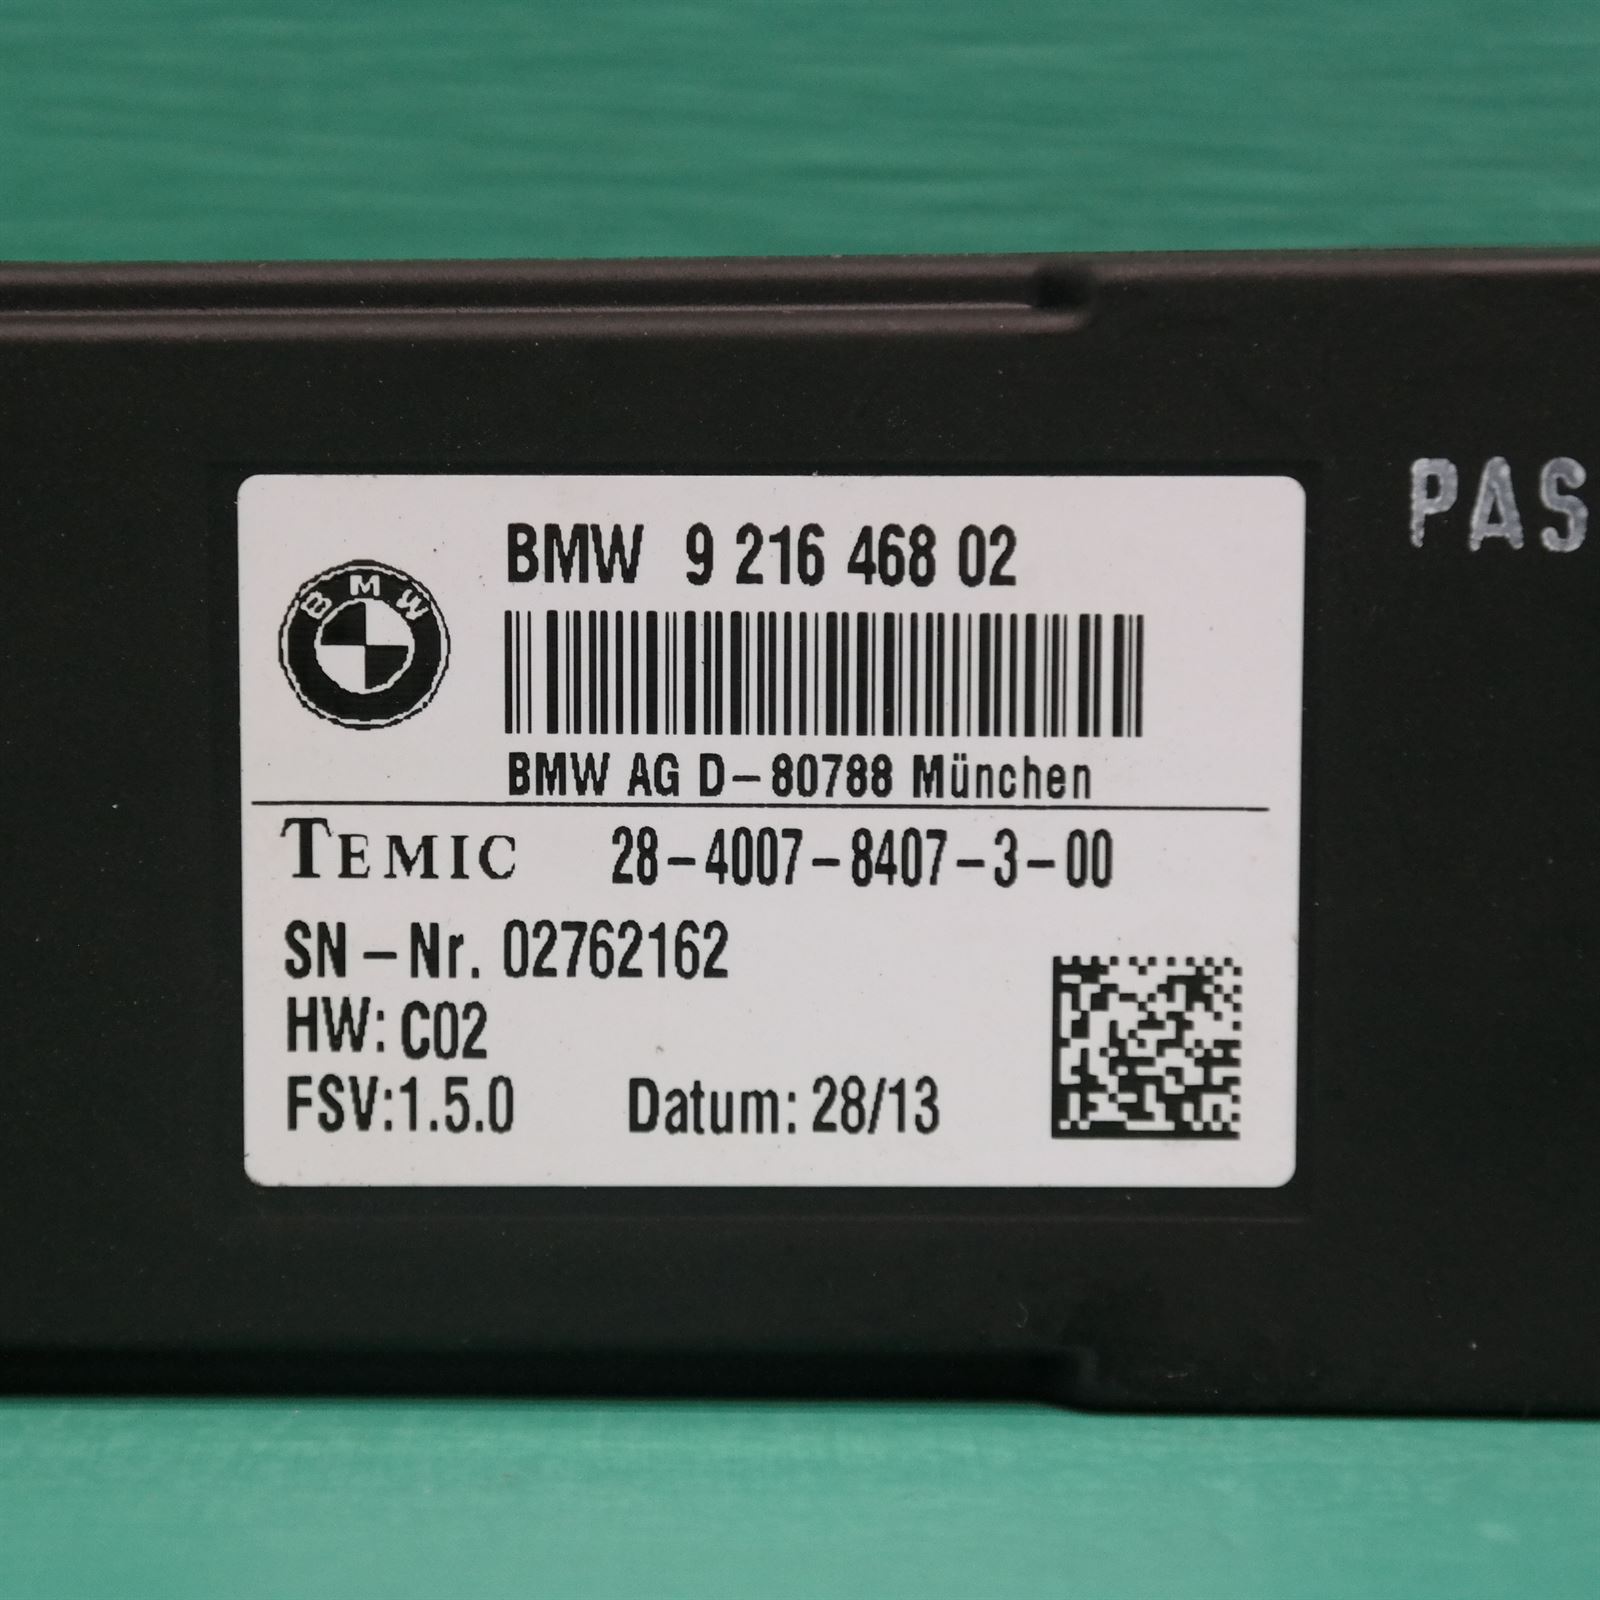 BMW 9 216 468 02
BMW
BMW AG D-80788 München
TEMIC 28-4007-8407-3-00
SN-Nr. 02762162
HW: C02
FSV:1.5.0 Datum: 28/13
PAS